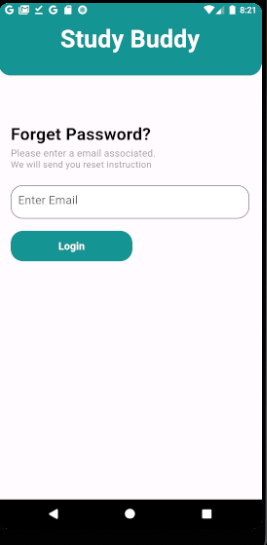 8:21
Study Buddy
Forget Password?
Please enter a email associated.
We will send you reset instruction
Enter Email
Login